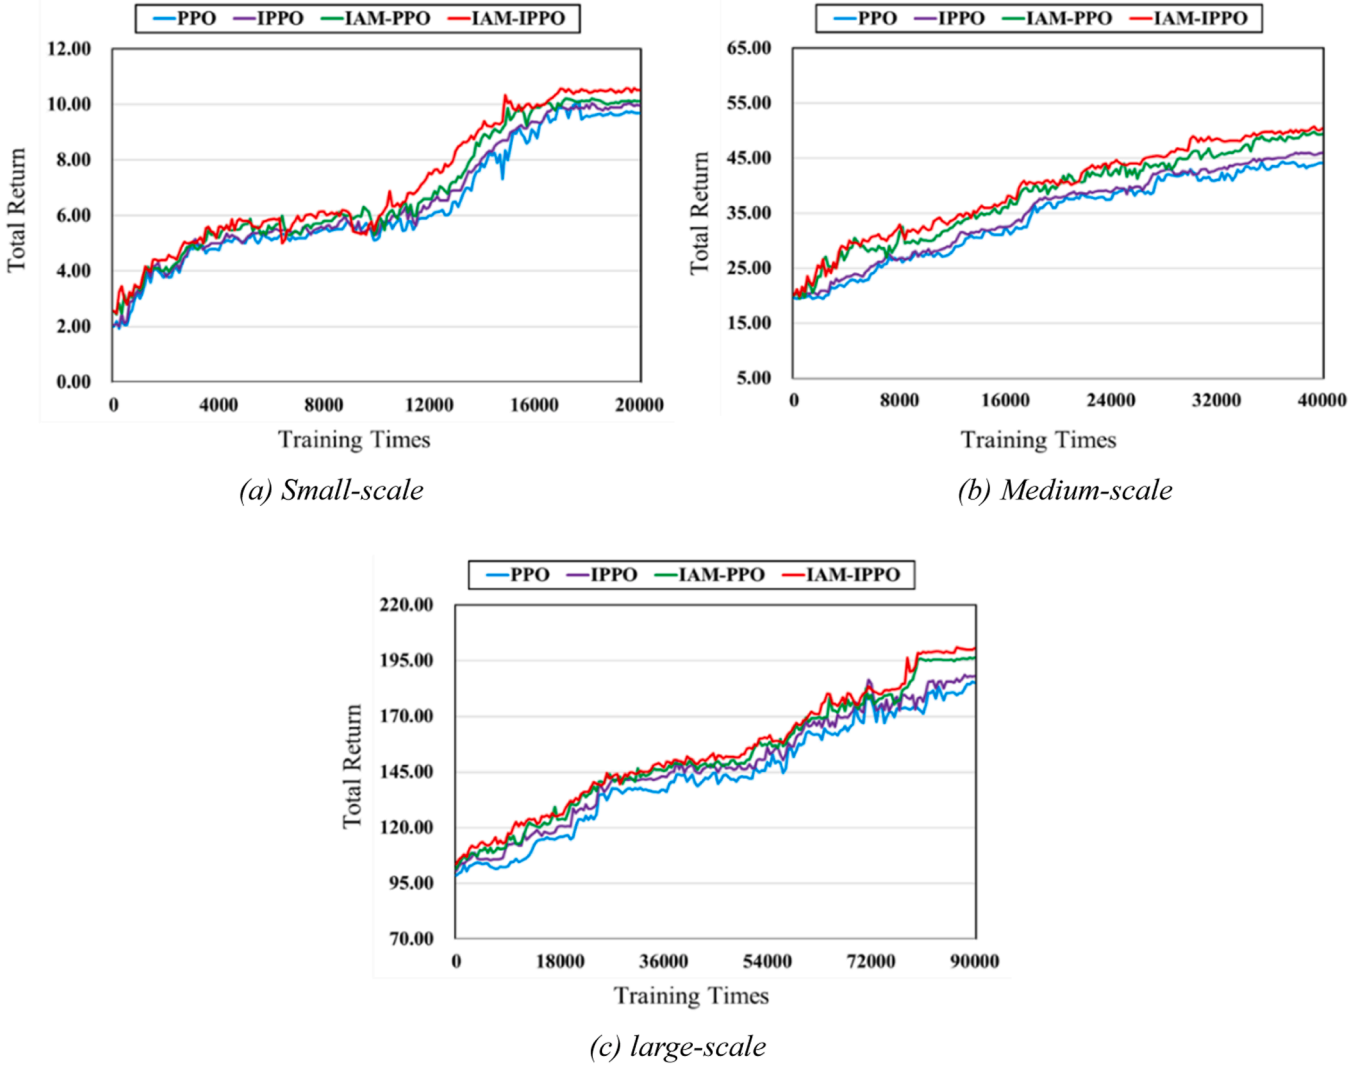 PPO IPPO IAM-PPO IAM-IPPO
12.00
10.00
8.00
6.00
4.00
2.00
0.00
Total Return
0 4000 8000 12000 16000 20000
Training Times
(a) Small-scale
PPO IPPO IAM-PPO IAM-IPPO
65.00
55.00
45.00
35.00
25.00
15.00
5.00
Total Return
0 8000 16000 24000 32000 40000
Training Times
(b) Medium-scale
PPO IPPO IAM-PPO IAM-IPPO
220.00
195.00
170.00
145.00
120.00
95.00
70.00
Total Return
0 18000 36000 54000 72000 90000
Training Times
(c) large-scale